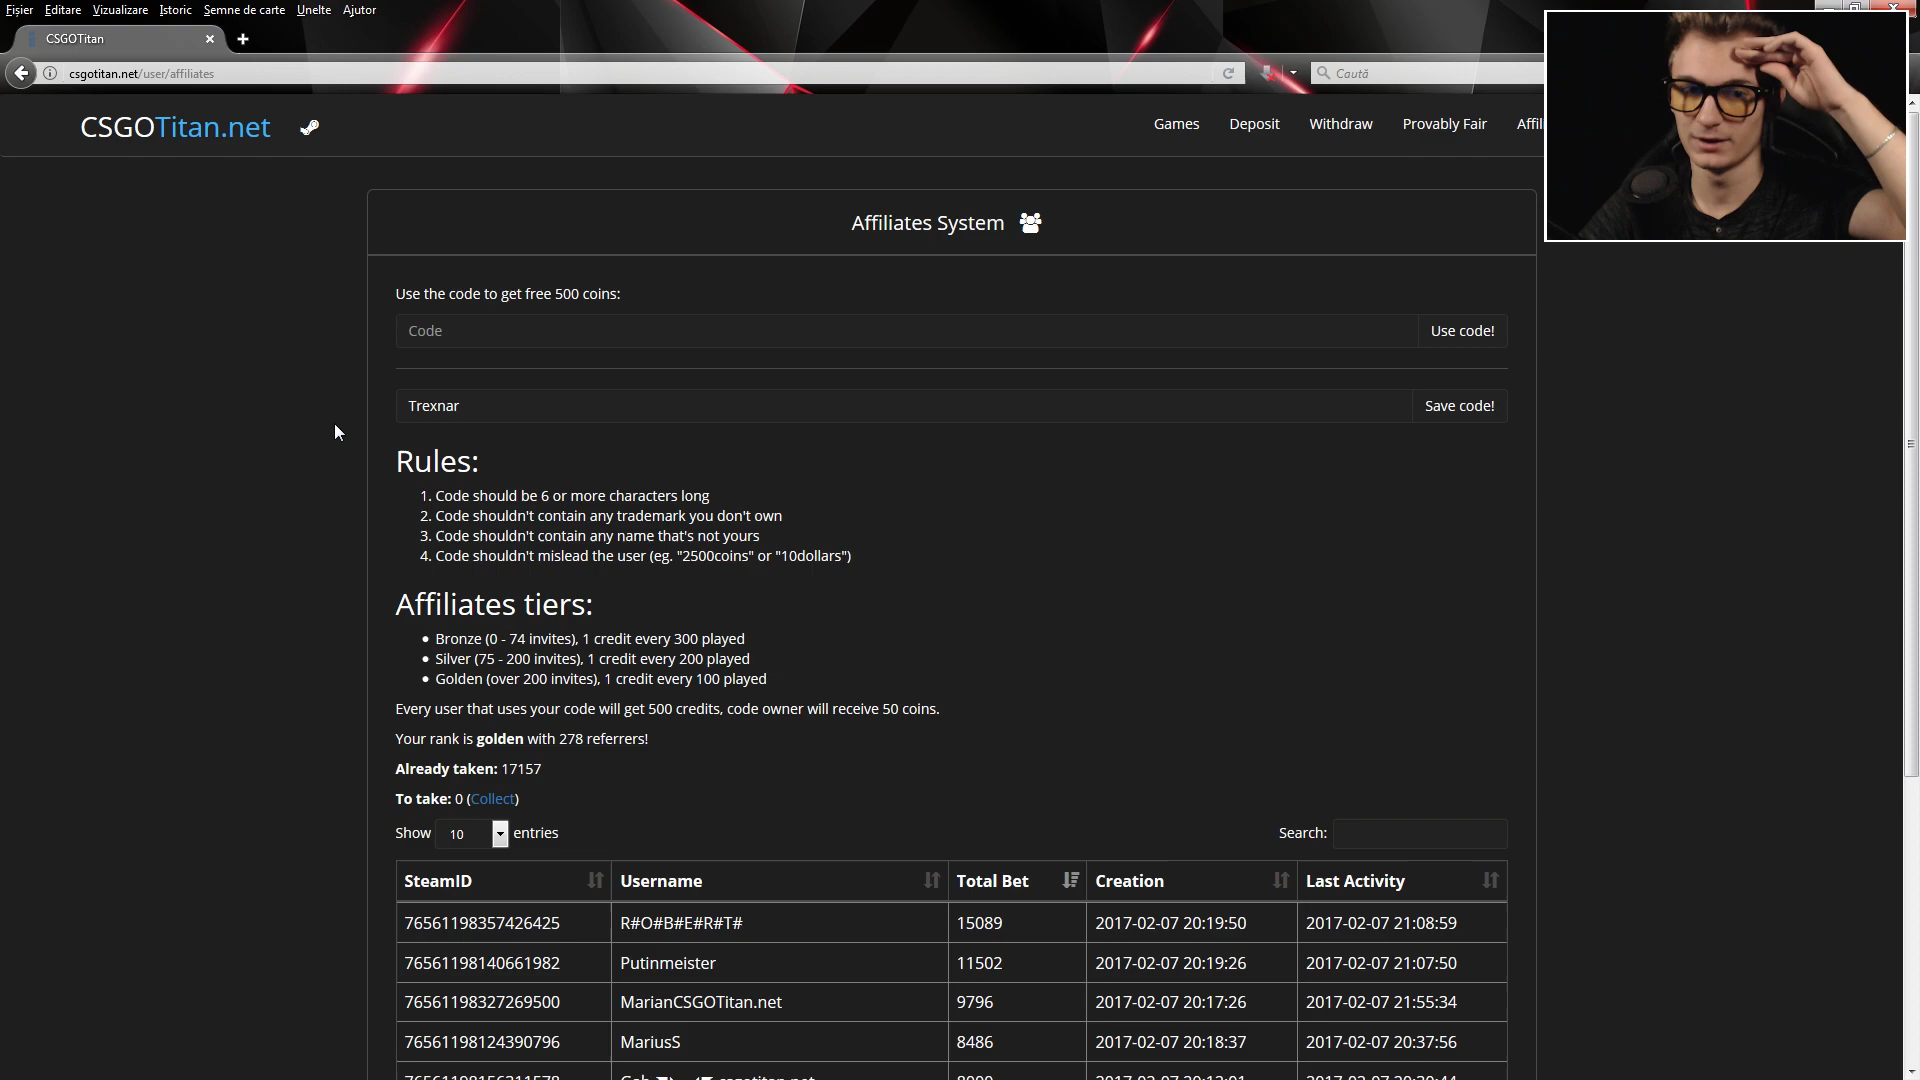 Fișier Editare Vizualizare Istoric Semne de carte Unelte Ajutor
CSGOTitan
csgotitan.net/user/affiliates
Caută
CSGOTitan.net
Games Deposit Withdraw Provably Fair
Affiliates System
Use the code to get free 500 coins:
Code Use code!
Trexnar Save code!
Rules:
1. Code should be 6 or more characters long
2. Code shouldn't contain any trademark you don't own
3. Code shouldn't contain any name that's not yours
4. Code shouldn't mislead the user (eg. "2500coins" or "10dollars")
Affiliates tiers:
• Bronze (0 - 74 invites), 1 credit every 300 played
• Silver (75 - 200 invites), 1 credit every 200 played
• Golden (over 200 invites), 1 credit every 100 played
Every user that uses your code will get 500 credits, code owner will receive 50 coins.
Your rank is golden with 278 referrers!
Already taken: 17157
To take: 0 (Collect)
Show 10 entries Search:
SteamID Username Total Bet Creation Last Activity
76561198357426425 R#O#B#E#R#T# 15089 2017-02-07 20:19:50 2017-02-07 21:08:59
76561198140661982 Putinmeister 11502 2017-02-07 20:19:26 2017-02-07 21:07:50
76561198327269500 MarianCSGOTitan.net 9796 2017-02-07 20:17:26 2017-02-07 21:55:34
76561198124390796 MariusS 8486 2017-02-07 20:18:37 2017-02-07 20:37:56